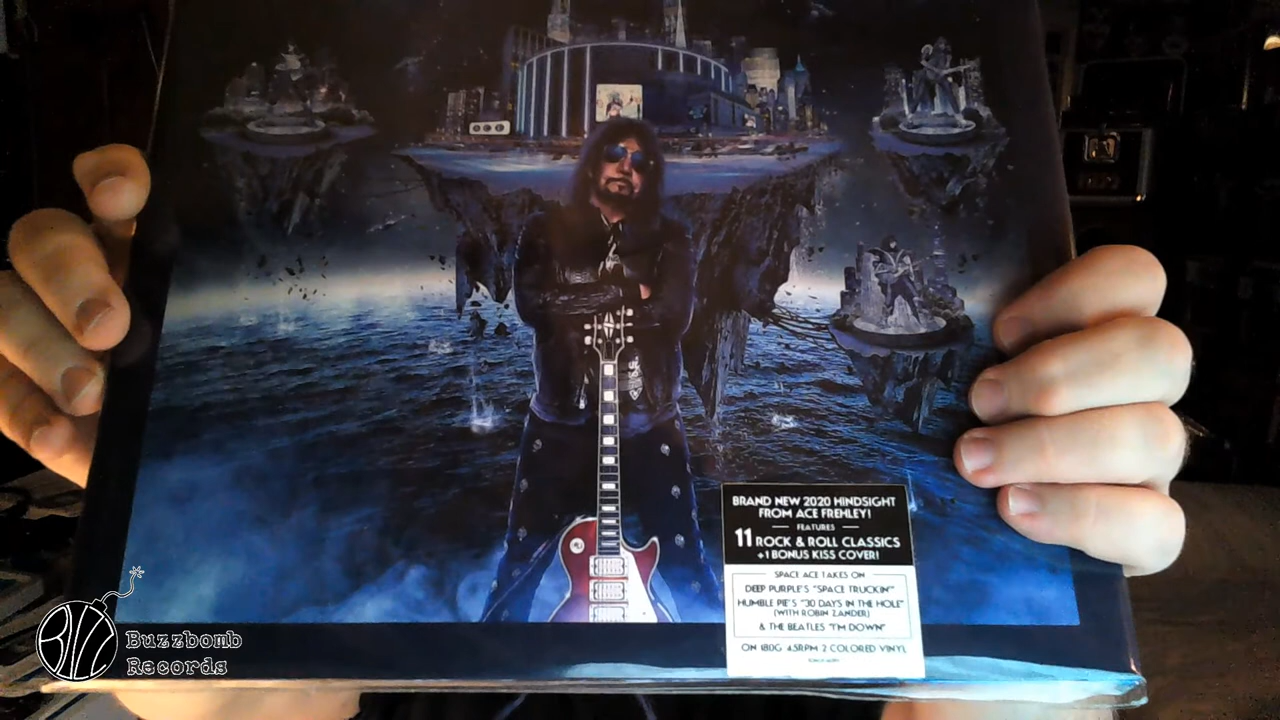 BRAND NEW 2020 HINDSIGHT
FROM ACE FREHLEY!
FEATURES
11 ROCK & ROLL CLASSICS
+1 BONUS KISS COVER!
SPACE ACE TAKES ON
DEEP PURPLE'S "SPACE TRUCKIN'"
HUMBLE PIE'S "30 DAYS IN THE HOLE"
(WITH ROBIN ZANDER)
& THE BEATLES "I'M DOWN"
ON 180G 45RPM 2 COLORED VINYL
Buzzbomb
Records